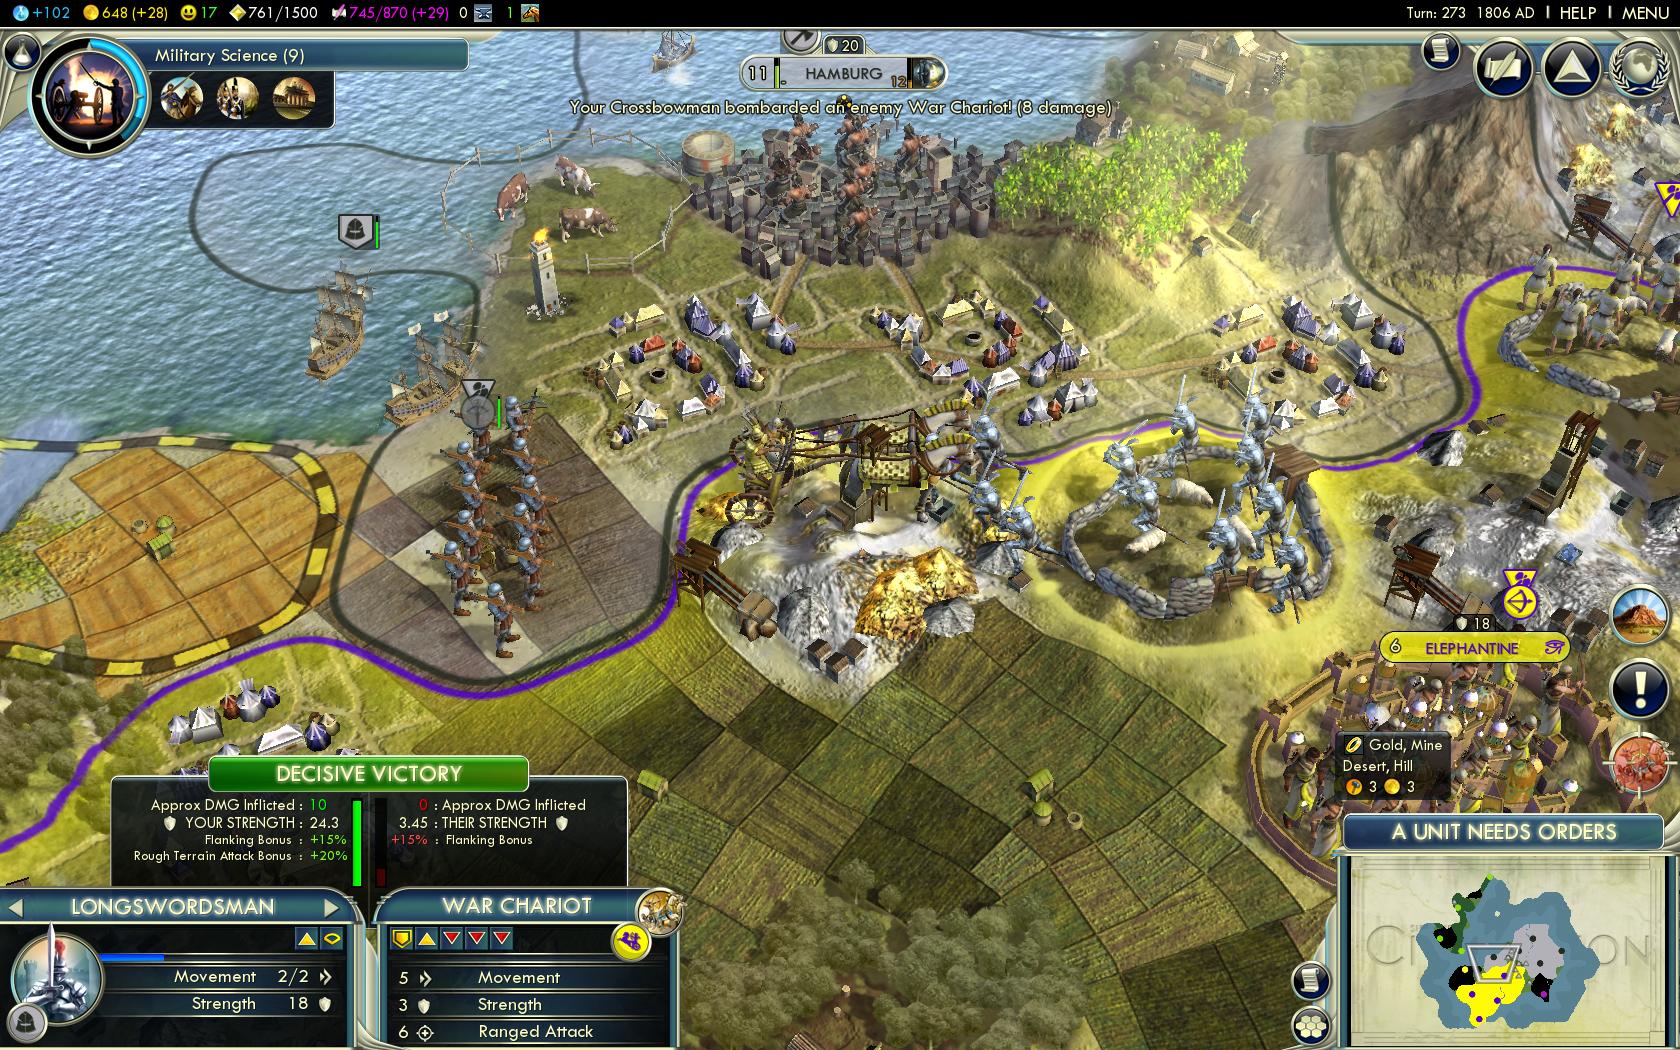 +102 648 (+28) 17 761/1500 745/870 (+29) 0 1
Turn: 273 1806 AD | HELP | MENU
Military Science (9)
20
11 HAMBURG 12
Your Crossbowman bombarded an enemy War Chariot! (8 damage)
18
6 ELEPHANTINE
Gold, Mine
Desert, Hill
3 3
A UNIT NEEDS ORDERS
DECISIVE VICTORY
Approx DMG Inflicted : 10
YOUR STRENGTH : 24.3
Flanking Bonus : +15%
Rough Terrain Attack Bonus : +20%
0 : Approx DMG Inflicted
3.45 : THEIR STRENGTH
+15% : Flanking Bonus
LONGSWORDSMAN
Movement 2/2
Strength 18
WAR CHARIOT
5 Movement
3 Strength
6 Ranged Attack